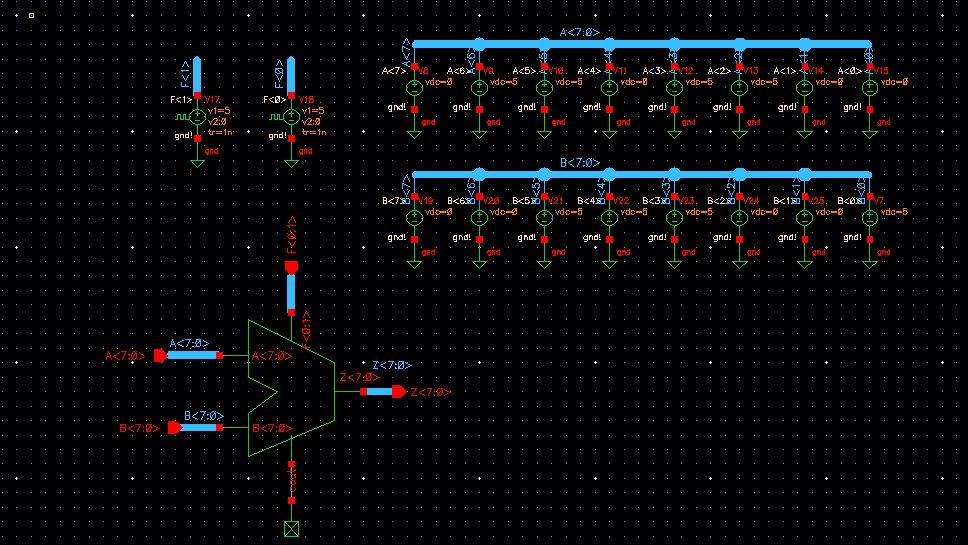 A<7:0>
F<1>
F<0>
A<7>
A<7> V8 A<6> V9 A<5> V10 A<4> V11 A<3> V12 A<2> V13 A<1> V14 A<0> V15
vdc=0 vdc=5 vdc=0 vdc=0 vdc=5 vdc=5 vdc=0 vdc=0
F<1> V17 F<0> V18
v1=5 v1=5
v2:0 v2:0
tr=1n tr=1n
gnd! gnd! gnd! gnd! gnd! gnd! gnd! gnd!
gnd gnd gnd gnd gnd gnd gnd gnd
gnd! gnd!
gnd gnd
B<7:0>
B<7> V19 B<6> V20 B<5> V21 B<4> V22 B<3> V23 B<2> V24 B<1> V25 B<0> V7
vdc=0 vdc=0 vdc=5 vdc=5 vdc=5 vdc=0 vdc=0 vdc=5
gnd! gnd! gnd! gnd! gnd! gnd! gnd! gnd!
gnd gnd gnd gnd gnd gnd gnd gnd
F<0:1>
F<0:1>
A<7:0>
A<7:0> A<7:0>
Z<7:0>
Z<7:0> Z<7:0>
B<7:0>
B<7:0> B<7:0>
cout